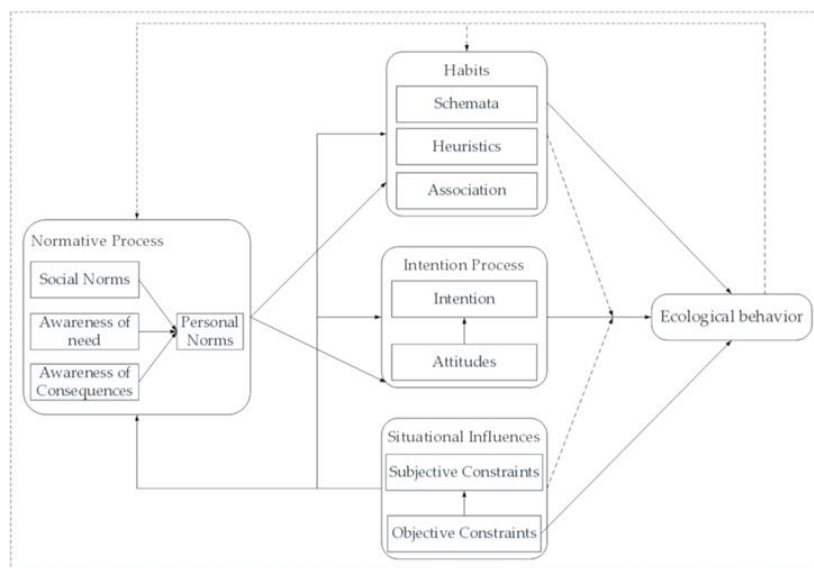 Habits
Schemata
Heuristics
Association
Normative Process
Social Norms
Awareness of
need
Awareness of
Consequences
Personal
Norms
Intention Process
Intention
Attitudes
Ecological behavior
Situational Influences
Subjective Constraints
Objective Constraints